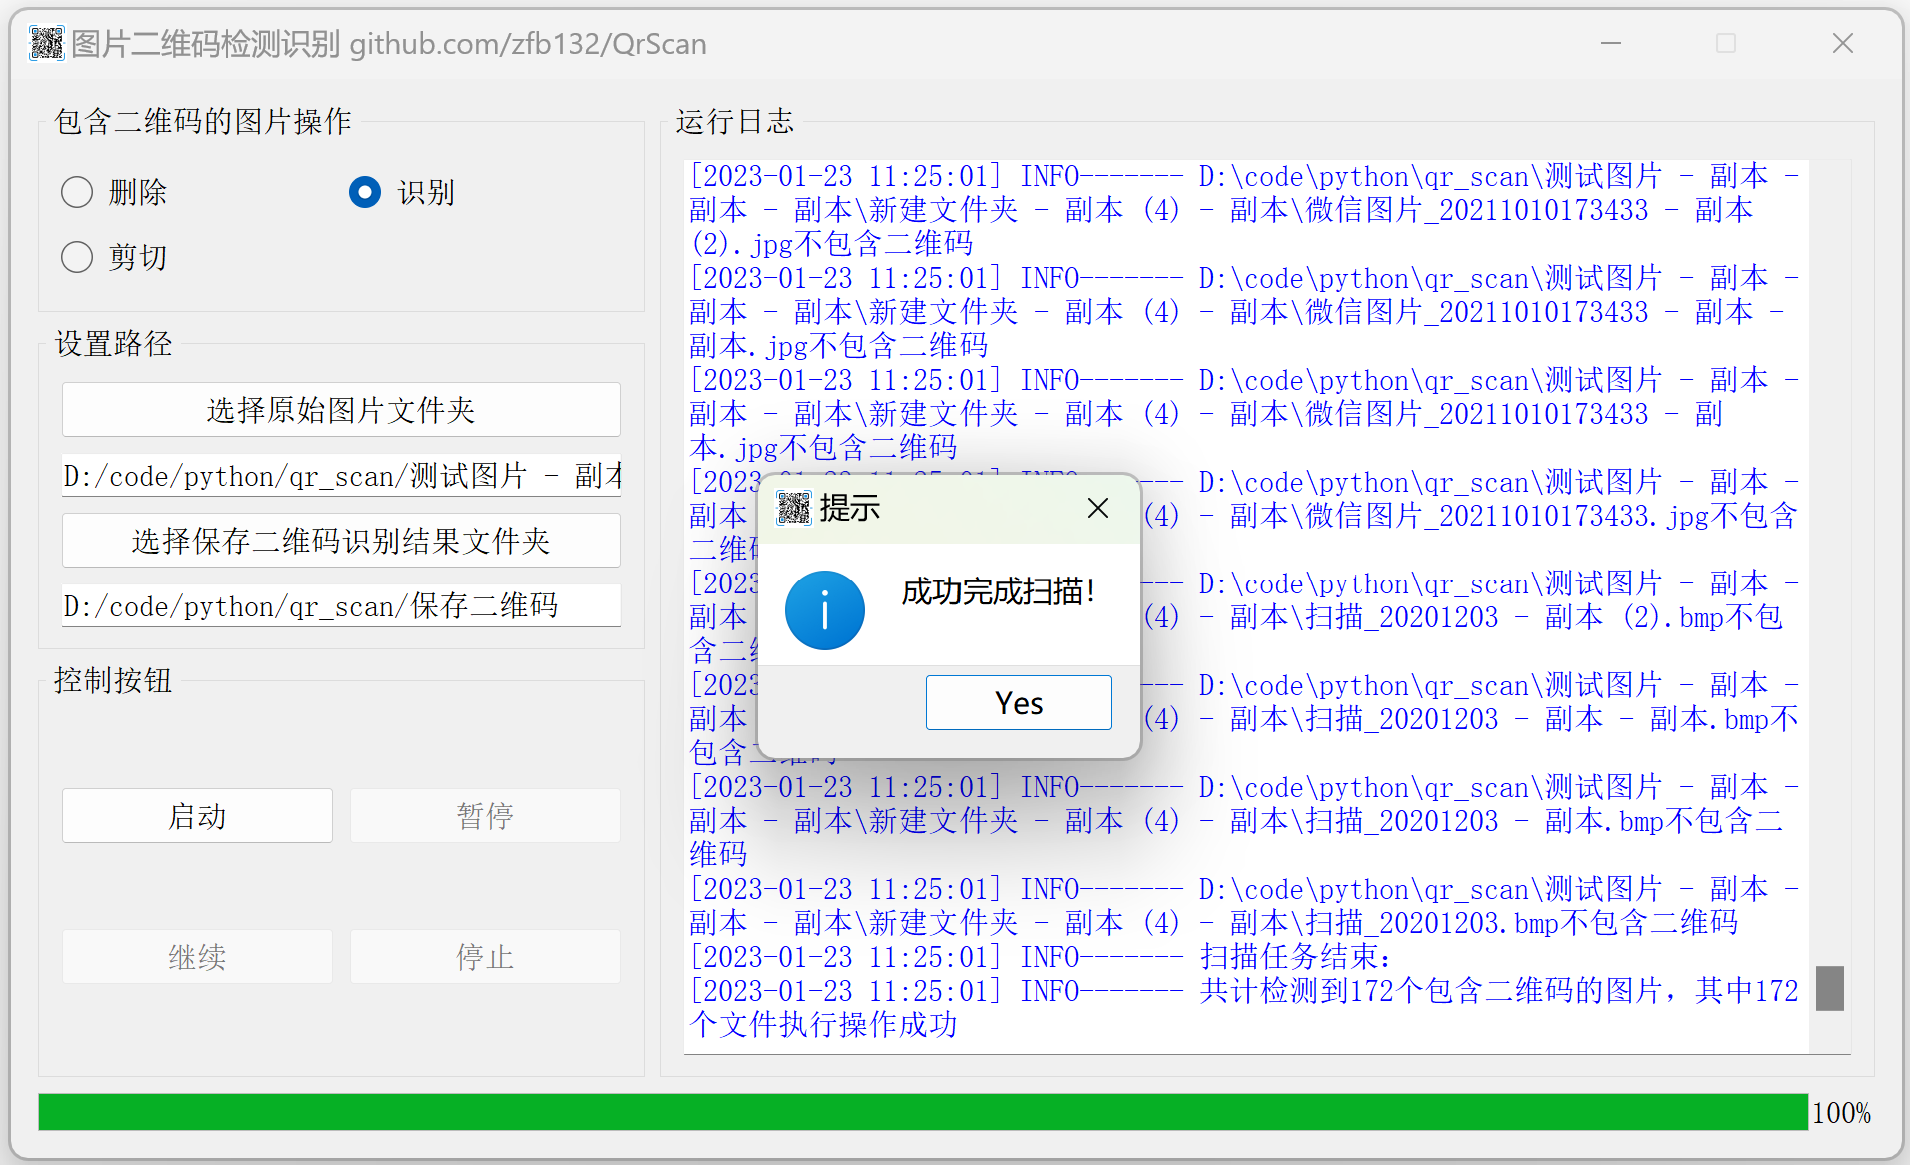 图片二维码检测识别 github.com/zfb132/QrScan
包含二维码的图片操作
删除
识别
剪切
设置路径
选择原始图片文件夹
D:/code/python/qr_scan/测试图片 - 副本
选择保存二维码识别结果文件夹
D:/code/python/qr_scan/保存二维码
控制按钮
启动
暂停
继续
停止
运行日志
[2023-01-23 11:25:01] INFO------- D:\code\python\qr_scan\测试图片 - 副本 -
副本 - 副本\新建文件夹 - 副本 (4) - 副本\微信图片_20211010173433 - 副本
(2).jpg不包含二维码
[2023-01-23 11:25:01] INFO------- D:\code\python\qr_scan\测试图片 - 副本 -
副本 - 副本\新建文件夹 - 副本 (4) - 副本\微信图片_20211010173433 - 副本 -
副本.jpg不包含二维码
[2023-01-23 11:25:01] INFO------- D:\code\python\qr_scan\测试图片 - 副本 -
副本 - 副本\新建文件夹 - 副本 (4) - 副本\微信图片_20211010173433 - 副
本.jpg不包含二维码
[2023 -- D:\code\python\qr_scan\测试图片 - 副本 -
副本 (4) - 副本\微信图片_20211010173433.jpg不包含
二维码
[2023 -- D:\code\python\qr_scan\测试图片 - 副本 -
副本 (4) - 副本\扫描_20201203 - 副本 (2).bmp不包
含二维
[2023 -- D:\code\python\qr_scan\测试图片 - 副本 -
副本 (4) - 副本\扫描_20201203 - 副本 - 副本.bmp不
包含二维码
[2023-01-23 11:25:01] INFO------- D:\code\python\qr_scan\测试图片 - 副本 -
副本 - 副本\新建文件夹 - 副本 (4) - 副本\扫描_20201203 - 副本.bmp不包含二
维码
[2023-01-23 11:25:01] INFO------- D:\code\python\qr_scan\测试图片 - 副本 -
副本 - 副本\新建文件夹 - 副本 (4) - 副本\扫描_20201203.bmp不包含二维码
[2023-01-23 11:25:01] INFO------- 扫描任务结束：
[2023-01-23 11:25:01] INFO------- 共计检测到172个包含二维码的图片，其中172
个文件执行操作成功
提示
成功完成扫描！
Yes
100%